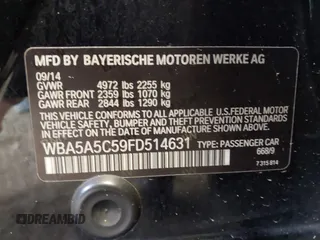 MFD BY BAYERISCHE MOTOREN WERKE AG
09/14
GVWR 4972 lbs 2255 kg
GAWR FRONT 2359 lbs 1070 kg
GAWR REAR 2844 lbs 1290 kg
THIS VEHICLE CONFORMS TO ALL APPLICABLE U.S. FEDERAL MOTOR
VEHICLE SAFETY, BUMPER, AND THEFT PREVENTION STANDARDS IN
EFFECT ON THE DATE OF MANUFACTURE SHOWN ABOVE.
WBA5A5C59FD514631 TYPE: PASSENGER CAR
668/9
7 315 814
DREAMBID